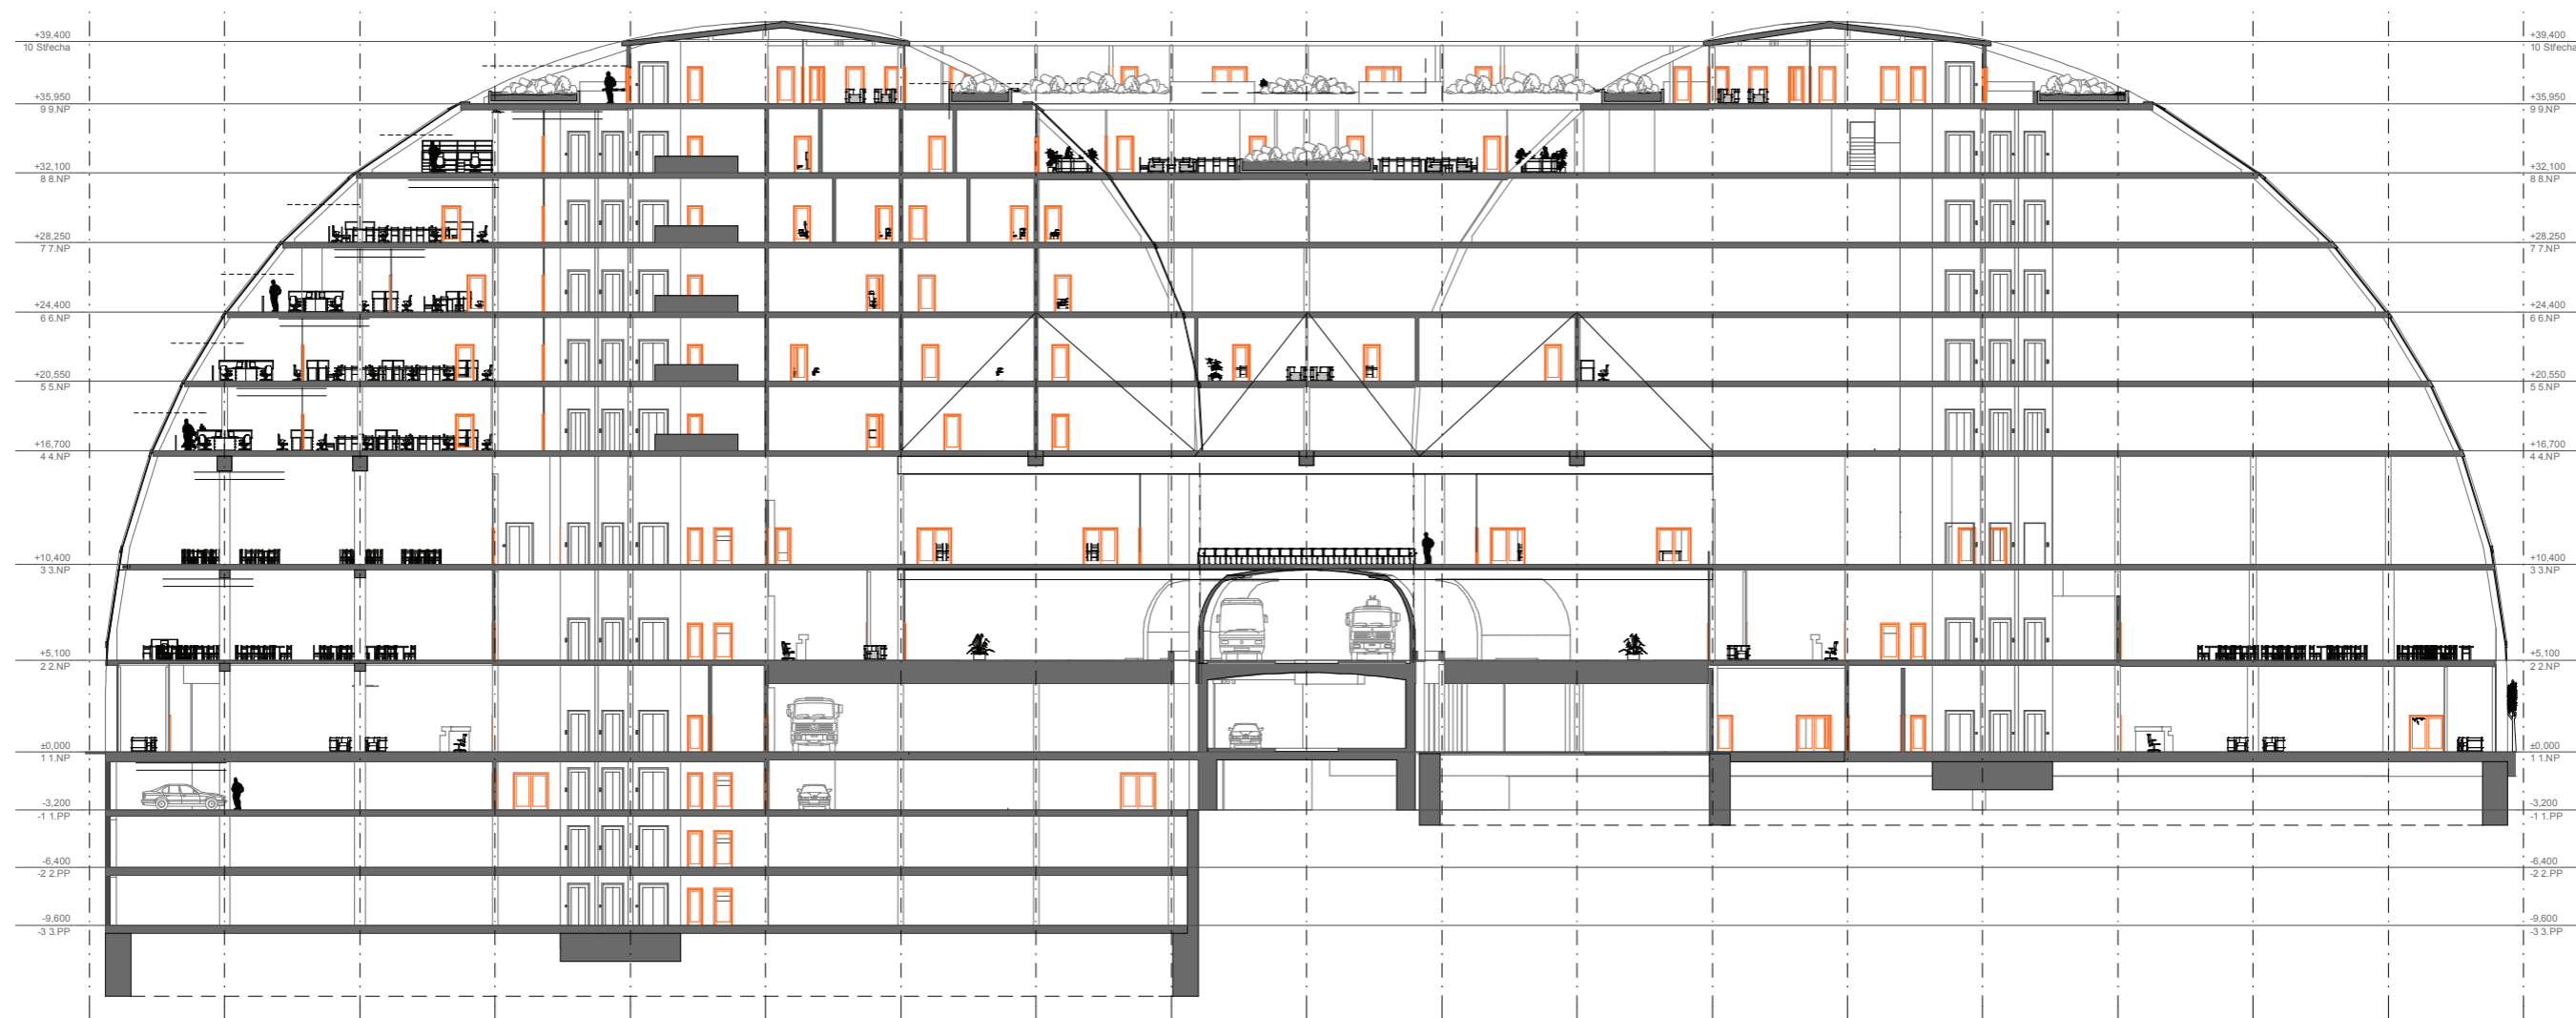 +39,400
10 Střecha
+35,950
9 9.NP
+32,100
8 8.NP
+28,250
7 7.NP
+24,400
6 6.NP
+20,550
5 5.NP
+16,700
4 4.NP
+10,400
3 3.NP
+5,100
2 2.NP
±0,000
1 1.NP
-3,200
-1 1.PP
-6,400
-2 2.PP
-9,600
-3 3.PP
+39,400
10 Střecha
+35,950
9 9.NP
+32,100
8 8.NP
+28,250
7 7.NP
+24,400
6 6.NP
+20,550
5 5.NP
+16,700
4 4.NP
+10,400
3 3.NP
+5,100
2 2.NP
±0,000
1 1.NP
-3,200
-1 1.PP
-6,400
-2 2.PP
-9,600
-3 3.PP